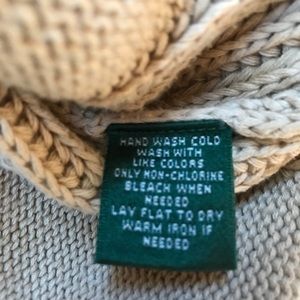 HAND WASH COLD
WASH WITH
LIKE COLORS
ONLY NON-CHLORINE
BLEACH WHEN
NEEDED
LAY FLAT TO DRY
WARM IRON IF
NEEDED